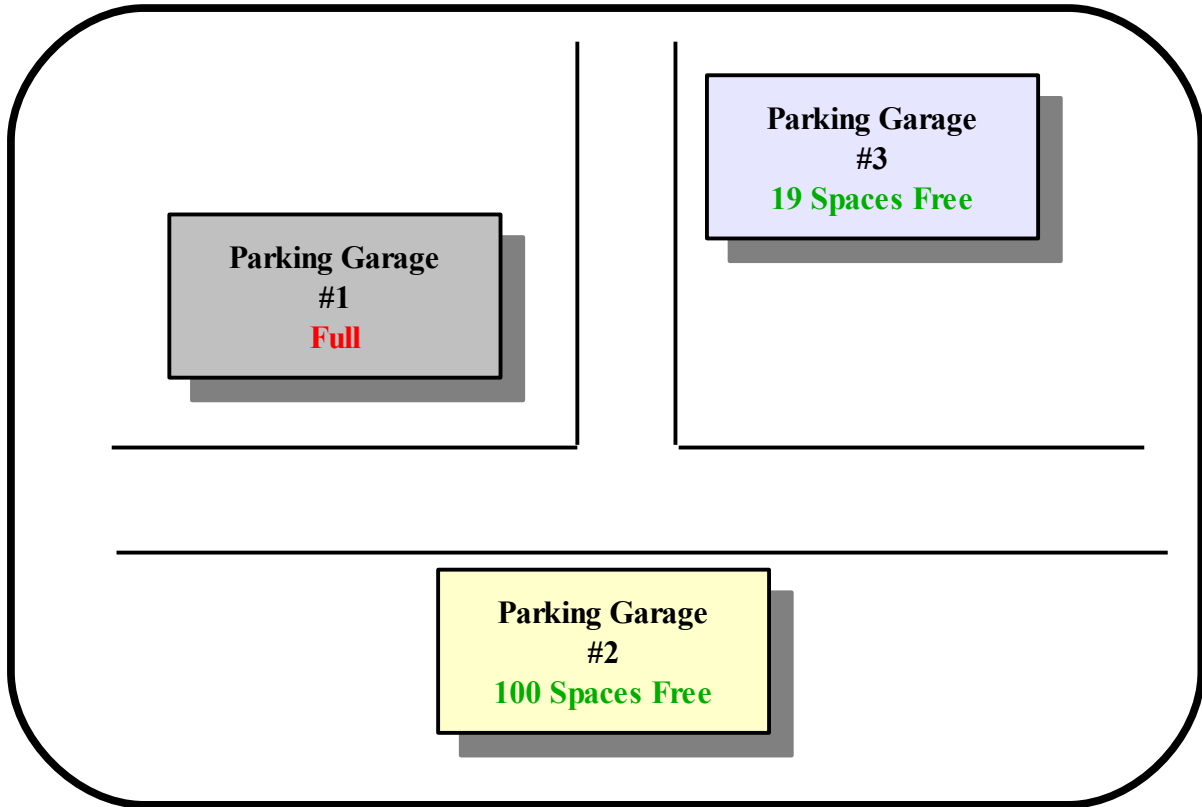 Parking Garage
#3
19 Spaces Free
Parking Garage
#1
Full
Parking Garage
#2
100 Spaces Free